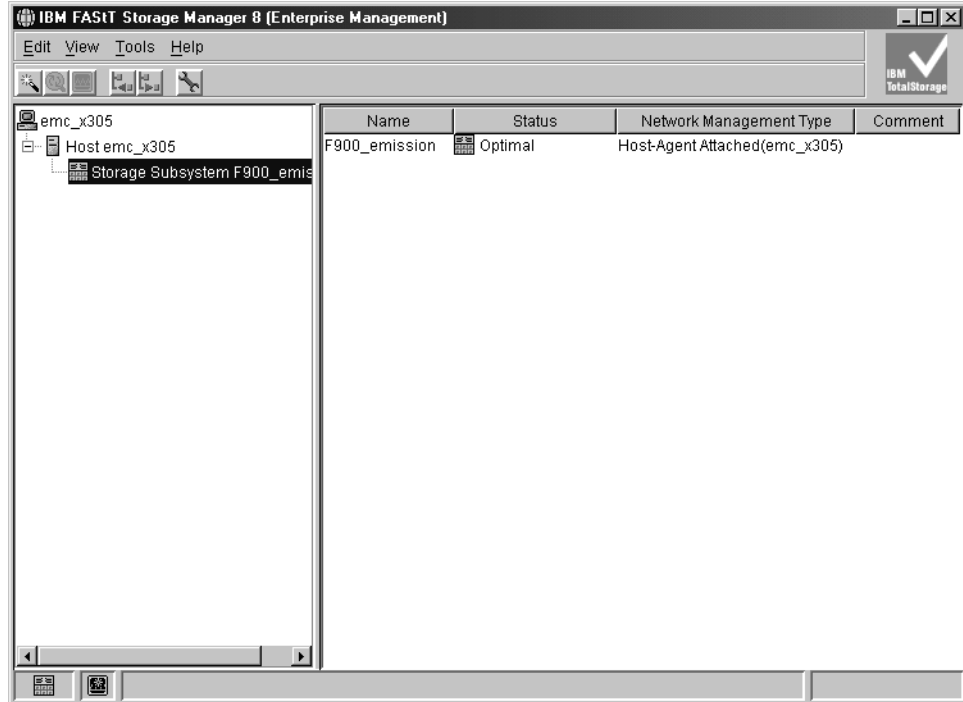 IBM FAStT Storage Manager 8 (Enterprise Management)
Edit View Tools Help
IBM
TotalStorage
emc_x305
Host emc_x305
Storage Subsystem F900_emis
Name Status Network Management Type Comment
F900_emission Optimal Host-Agent Attached(emc_x305)